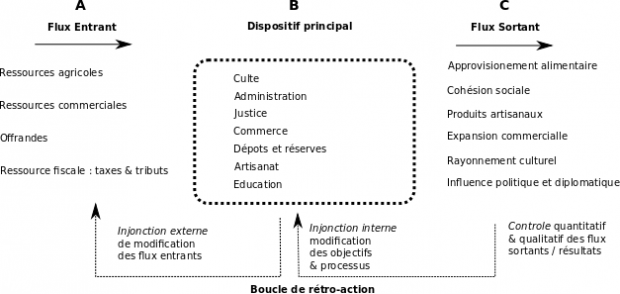 A
Flux Entrant
Ressources agricoles
Ressources commerciales
Offrandes
Ressource fiscale : taxes & tributs
B
Dispositif principal
Culte
Administration
Justice
Commerce
Dépots et réserves
Artisanat
Education
C
Flux Sortant
Approvisionement alimentaire
Cohésion sociale
Produits artisanaux
Expansion commercialle
Rayonnement culturel
Influence politique et diplomatique
Injonction externe
de modification
des flux entrants
Injonction interne
modification
des objectifs
& processus
Controle quantitatif
& qualitatif des flux
sortants / résultats
Boucle de rétro-action